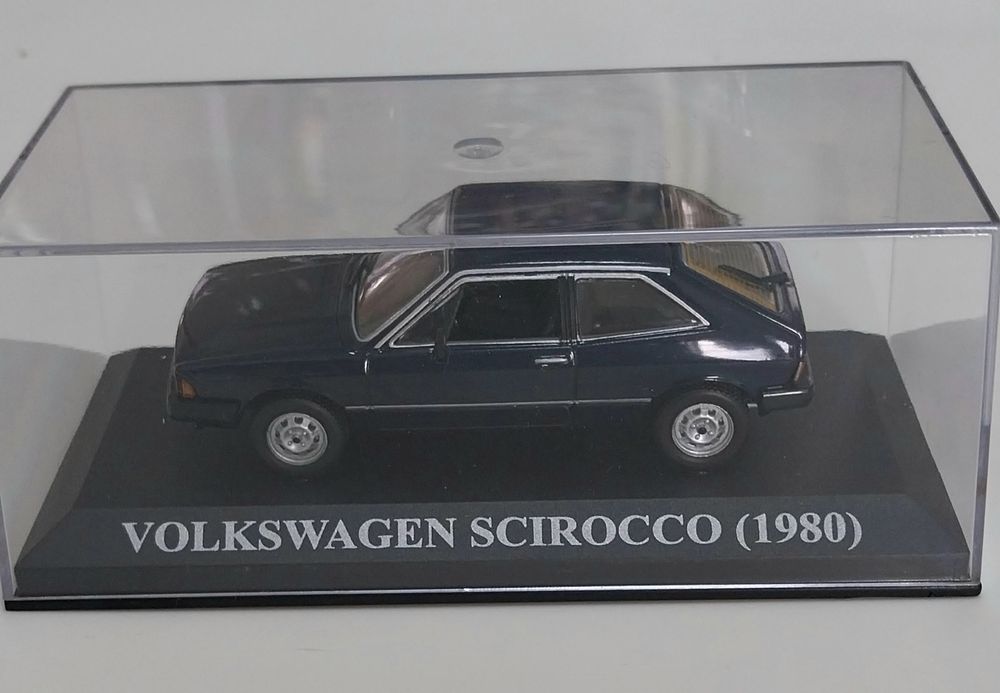 VOLKSWAGEN SCIROCCO (1980)